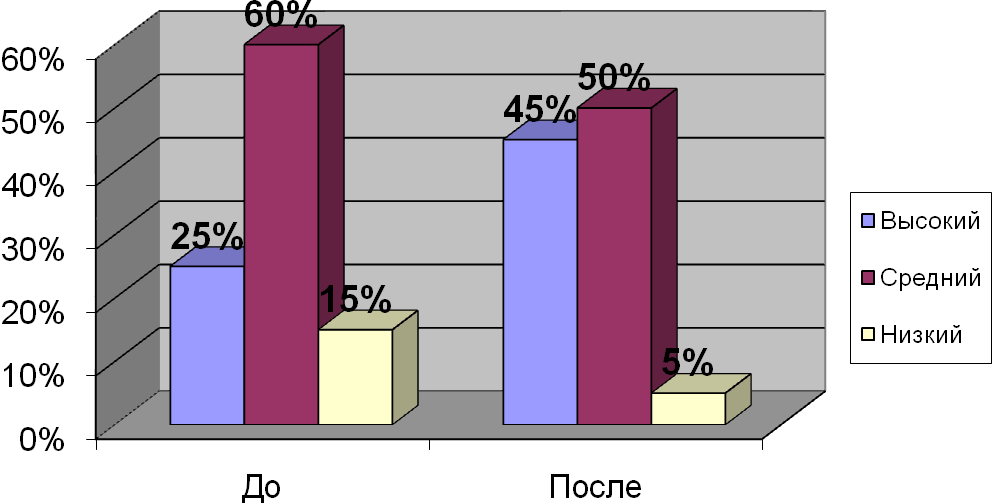 60%
50%
40%
30%
20%
10%
0%
25%
60%
15%
45%
50%
5%
До
После
Высокий
Средний
Низкий